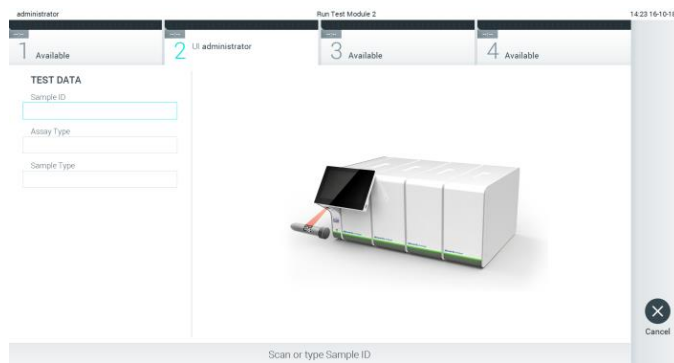 administrator
Run Test Module 2
14:23 16-10-18
1 Available
2 UI administrator
3 Available
4 Available
TEST DATA
Sample ID
Assay Type
Sample Type
Cancel
Scan or type Sample ID